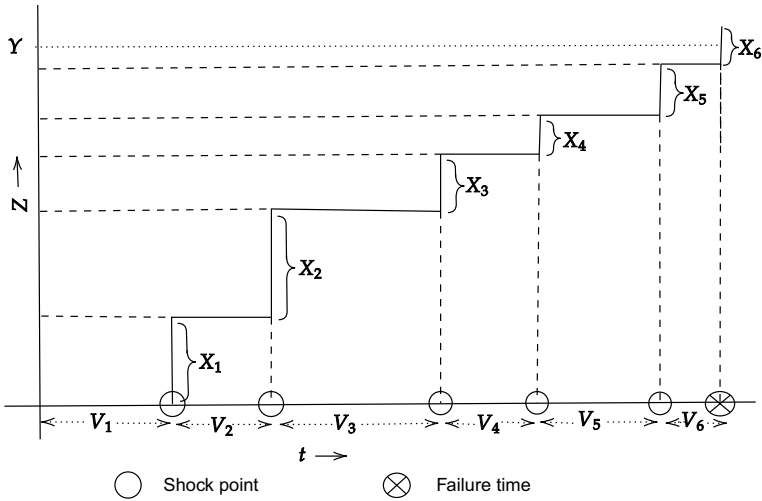 Y
X₆
X₅
X₄
X₃
Z
X₂
X₁
V₁ V₂ V₃ V₄ V₅ V₆
t
Shock point Failure time